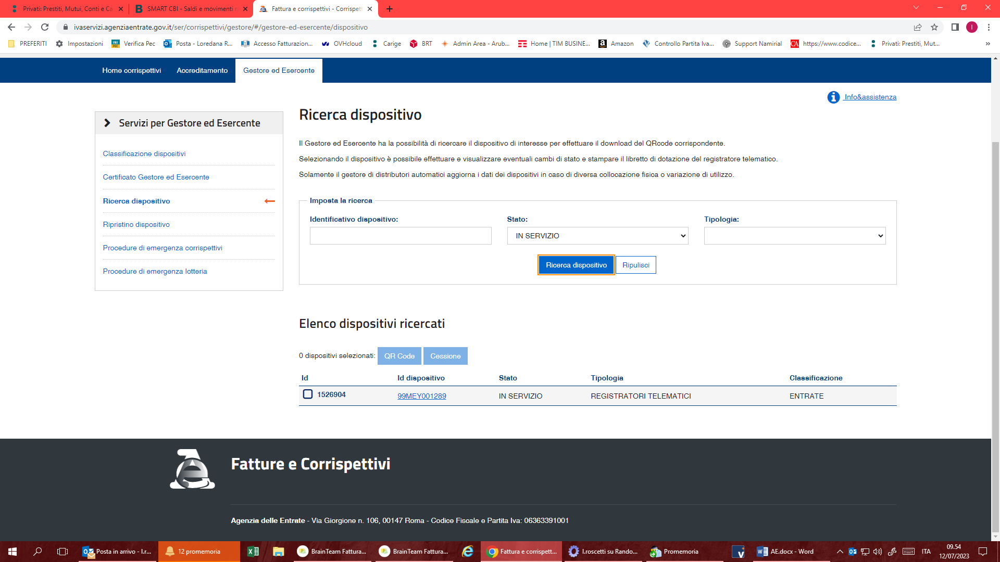 Privati: Prestiti, Mutui, Conti e Ca
SMART CBI - Saldi e movimenti r
Fattura e corrispettivi - Corrispett
ivaservizi.agenziaentrate.gov.it/ser/corrispettivi/gestore/#/gestore-ed-esercente/dispositivo
I
PREFERITI
Impostazioni
Verifica Pec
Posta - Loredana R...
Accesso Fatturazion...
OVHcloud
Carige
BRT
Admin Area - Arub...
Home | TIM BUSINE...
Amazon
Controllo Partita Iva...
Support Namirial
https://www.codice...
Privati: Prestiti, Mut...
»
Home corrispettivi
Accreditamento
Gestore ed Esercente
Info&assistenza
Servizi per Gestore ed Esercente
Classificazione dispositivi
Certificato Gestore ed Esercente
Ricerca dispositivo
Ripristino dispositivo
Procedure di emergenza corrispettivi
Procedure di emergenza lotteria
Ricerca dispositivo
Il Gestore ed Esercente ha la possibilità di ricercare il dispositivo di interesse per effettuare il download del QRcode corrispondente.
Selezionando il dispositivo è possibile effettuare e visualizzare eventuali cambi di stato e stampare il libretto di dotazione del registratore telematico.
Solamente il gestore di distributori automatici aggiorna i dati dei dispositivi in caso di diversa collocazione fisica o variazione di utilizzo.
Imposta la ricerca
Identificativo dispositivo: Stato: Tipologia:
IN SERVIZIO
Ricerca dispositivo Ripulisci
Elenco dispositivi ricercati
0 dispositivi selezionati: QR Code Cessione
Id Id dispositivo Stato Tipologia Classificazione
1526904 99MEY001289 IN SERVIZIO REGISTRATORI TELEMATICI ENTRATE
Fatture e Corrispettivi
Agenzia delle Entrate - Via Giorgione n. 106, 00147 Roma - Codice Fiscale e Partita Iva: 06363391001
Posta in arrivo - l.r...
12 promemoria
BrainTeam Fattura...
BrainTeam Fattura...
Fattura e corrispett...
l.roscetti su Rando...
Promemoria
AE.docx - Word
ITA
09.54
12/07/2023